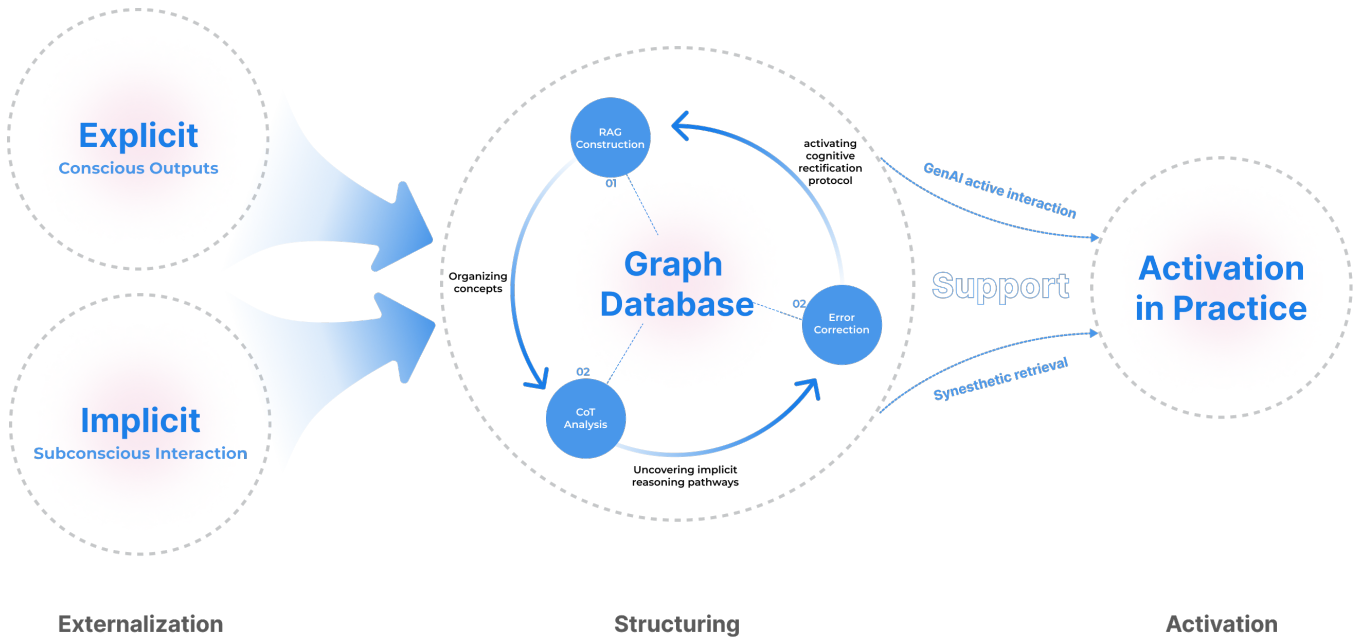 Explicit
Conscious Outputs
Implicit
Subconscious Interaction
RAG
Construction
01
Organizing
concepts
02
CoT
Analysis
Uncovering implicit
reasoning pathways
Graph
Database
02
Error
Correction
activating
cognitive
rectification
protocol
GenAI active interaction
Support
Synesthetic retrieval
Activation
in Practice
Externalization
Structuring
Activation